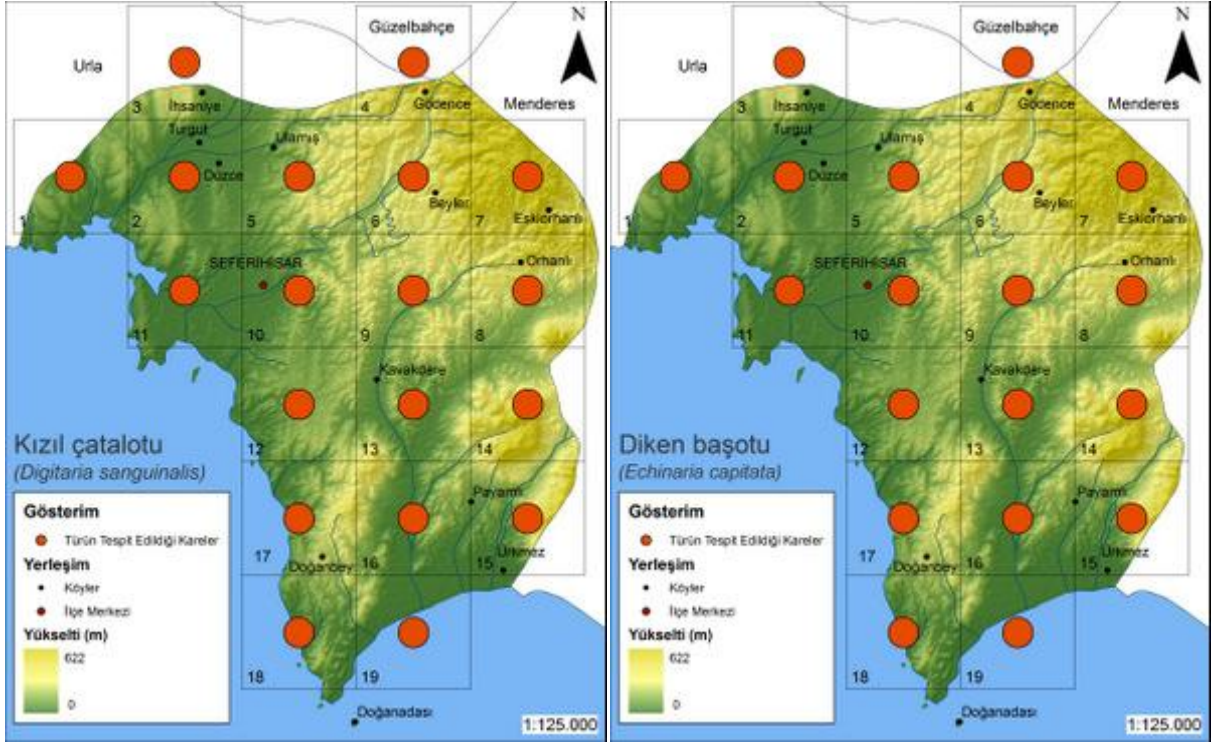 N
Güzelbahçe
Urla
Menderes
3
4
İhsaniye
Gödence
Turgut
Ulamış
Düzce
Beyler
Eskiorhanlı
1
2
5
6
7
SEFERİHİSAR
Orhanlı
11
10
9
8
Kavakdere
Kızıl çatalotu
(Digitaria sanguinalis)
12
13
14
Gösterim
Türün Tespit Edildiği Kareler
Yerleşim
Köyler
İlçe Merkezi
Yükselti (m)
622
0
Payamlı
Ürkmez
Doğanbey
17
16
15
18
19
Doğanadası
1:125.000
N
Güzelbahçe
Urla
Menderes
3
4
İhsaniye
Gödence
Turgut
Ulamış
Düzce
Beyler
Eskiorhanlı
1
2
5
6
7
SEFERİHİSAR
Orhanlı
11
10
9
8
Kavakdere
Diken başotu
(Echinaria capitata)
12
13
14
Gösterim
Türün Tespit Edildiği Kareler
Yerleşim
Köyler
İlçe Merkezi
Yükselti (m)
622
0
Payamlı
Ürkmez
Doğanbey
17
16
15
18
19
Doğanadası
1:125.000